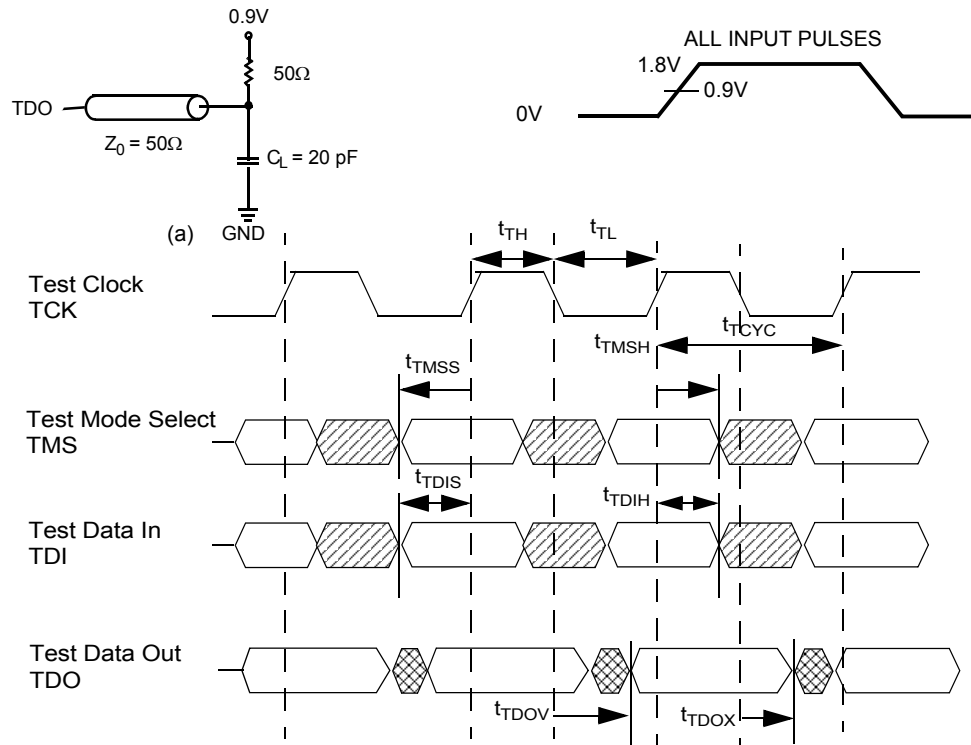 0.9V
50Ω
TDO
Z0 = 50Ω
CL = 20 pF
(a)
GND
ALL INPUT PULSES
1.8V
0.9V
0V
tTH
tTL
Test Clock
TCK
tTCYC
tTMSH
tTMSS
Test Mode Select
TMS
tTDIS
tTDIH
Test Data In
TDI
Test Data Out
TDO
tTDOV
tTDOX